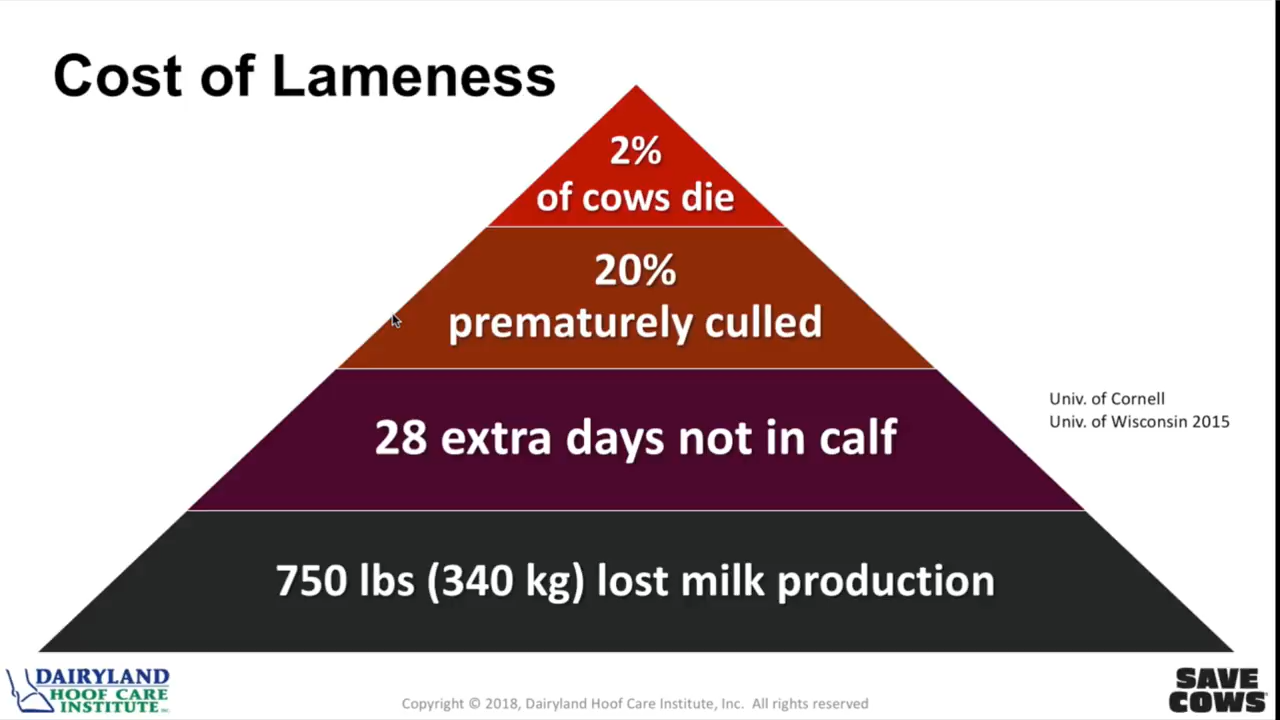 Cost of Lameness
2%
of cows die
20%
prematurely culled
28 extra days not in calf
Univ. of Cornell
Univ. of Wisconsin 2015
750 lbs (340 kg) lost milk production
DAIRYLAND
HOOF CARE
INSTITUTE INC.
Copyright © 2018, Dairyland Hoof Care Institute, Inc. All rights reserved
SAVE
COWS